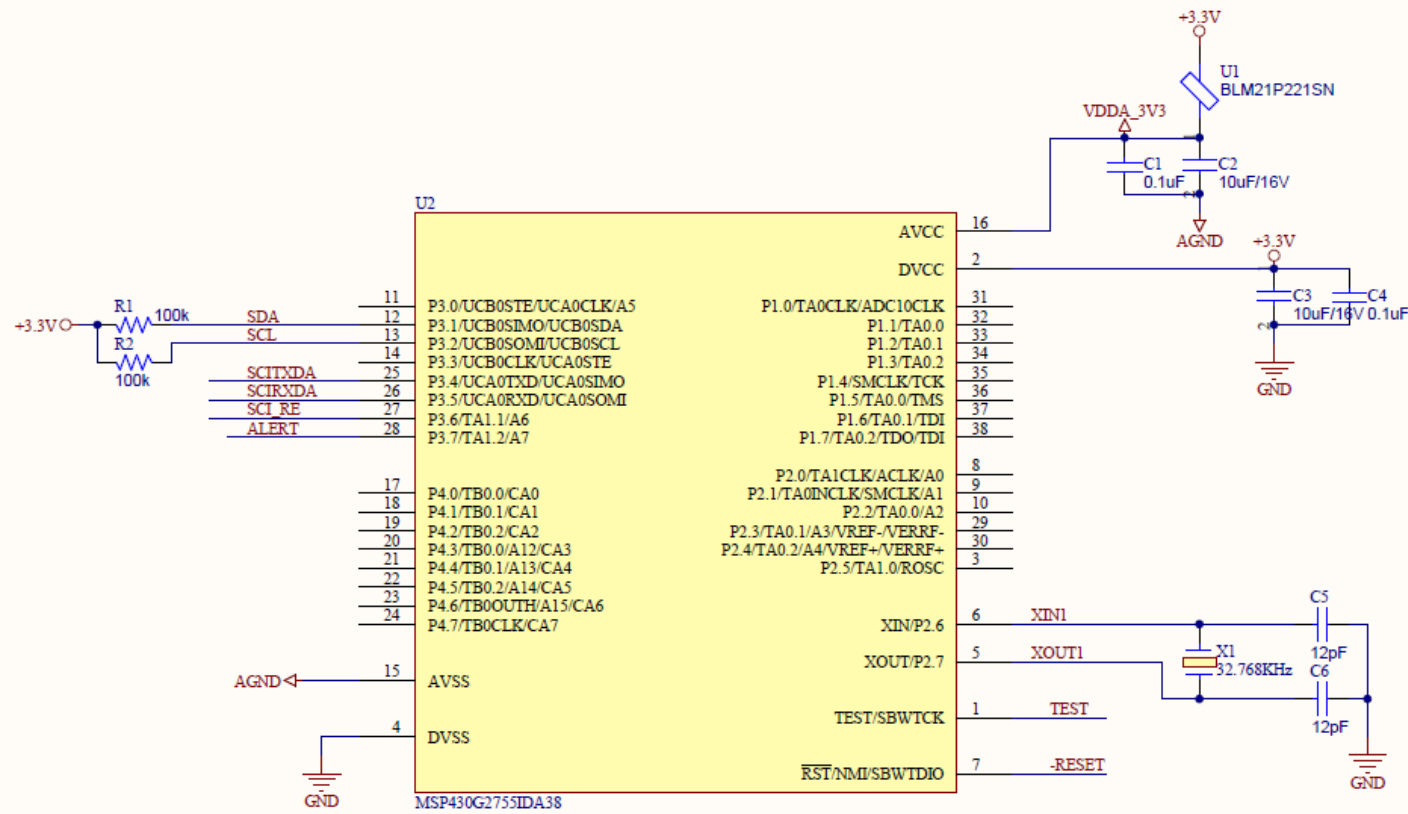 +3.3V
U1
BLM21P221SN
VDDA_3V3
1
C1
0.1uF
C2
10uF/16V
2
AGND
+3.3V
C3
10uF/16V
C4
0.1uF
2
GND
U2
AVCC 16
DVCC 2
+3.3V
R1
100k
R2
100k
SDA
SCL
SCITXDA
SCIRXDA
SCI_RE
ALERT
11 P3.0/UCB0STE/UCA0CLK/A5
12 P3.1/UCB0SIMO/UCB0SDA
13 P3.2/UCB0SOMI/UCB0SCL
14 P3.3/UCB0CLK/UCA0STE
25 P3.4/UCA0TXD/UCA0SIMO
26 P3.5/UCA0RXD/UCA0SOMI
27 P3.6/TA1.1/A6
28 P3.7/TA1.2/A7
17 P4.0/TB0.0/CA0
18 P4.1/TB0.1/CA1
19 P4.2/TB0.2/CA2
20 P4.3/TB0.0/A12/CA3
21 P4.4/TB0.1/A13/CA4
22 P4.5/TB0.2/A14/CA5
23 P4.6/TB0OUTH/A15/CA6
24 P4.7/TB0CLK/CA7
AGND
15 AVSS
4 DVSS
GND
P1.0/TA0CLK/ADC10CLK 31
P1.1/TA0.0 32
P1.2/TA0.1 33
P1.3/TA0.2 34
P1.4/SMCLK/TCK 35
P1.5/TA0.0/TMS 36
P1.6/TA0.1/TDI 37
P1.7/TA0.2/TDO/TDI 38
P2.0/TA1CLK/ACLK/A0 8
P2.1/TA0INCLK/SMCLK/A1 9
P2.2/TA0.0/A2 10
P2.3/TA0.1/A3/VREF-/VERRF- 29
P2.4/TA0.2/A4/VREF+/VERRF+ 30
P2.5/TA1.0/ROSC 3
XIN/P2.6 6 XIN1
XOUT/P2.7 5 XOUT1
TEST/SBWTCK 1 TEST
RST/NMI/SBWTDIO 7 -RESET
C5
12pF
X1
32.768KHz
C6
12pF
GND
MSP430G2755IDA38